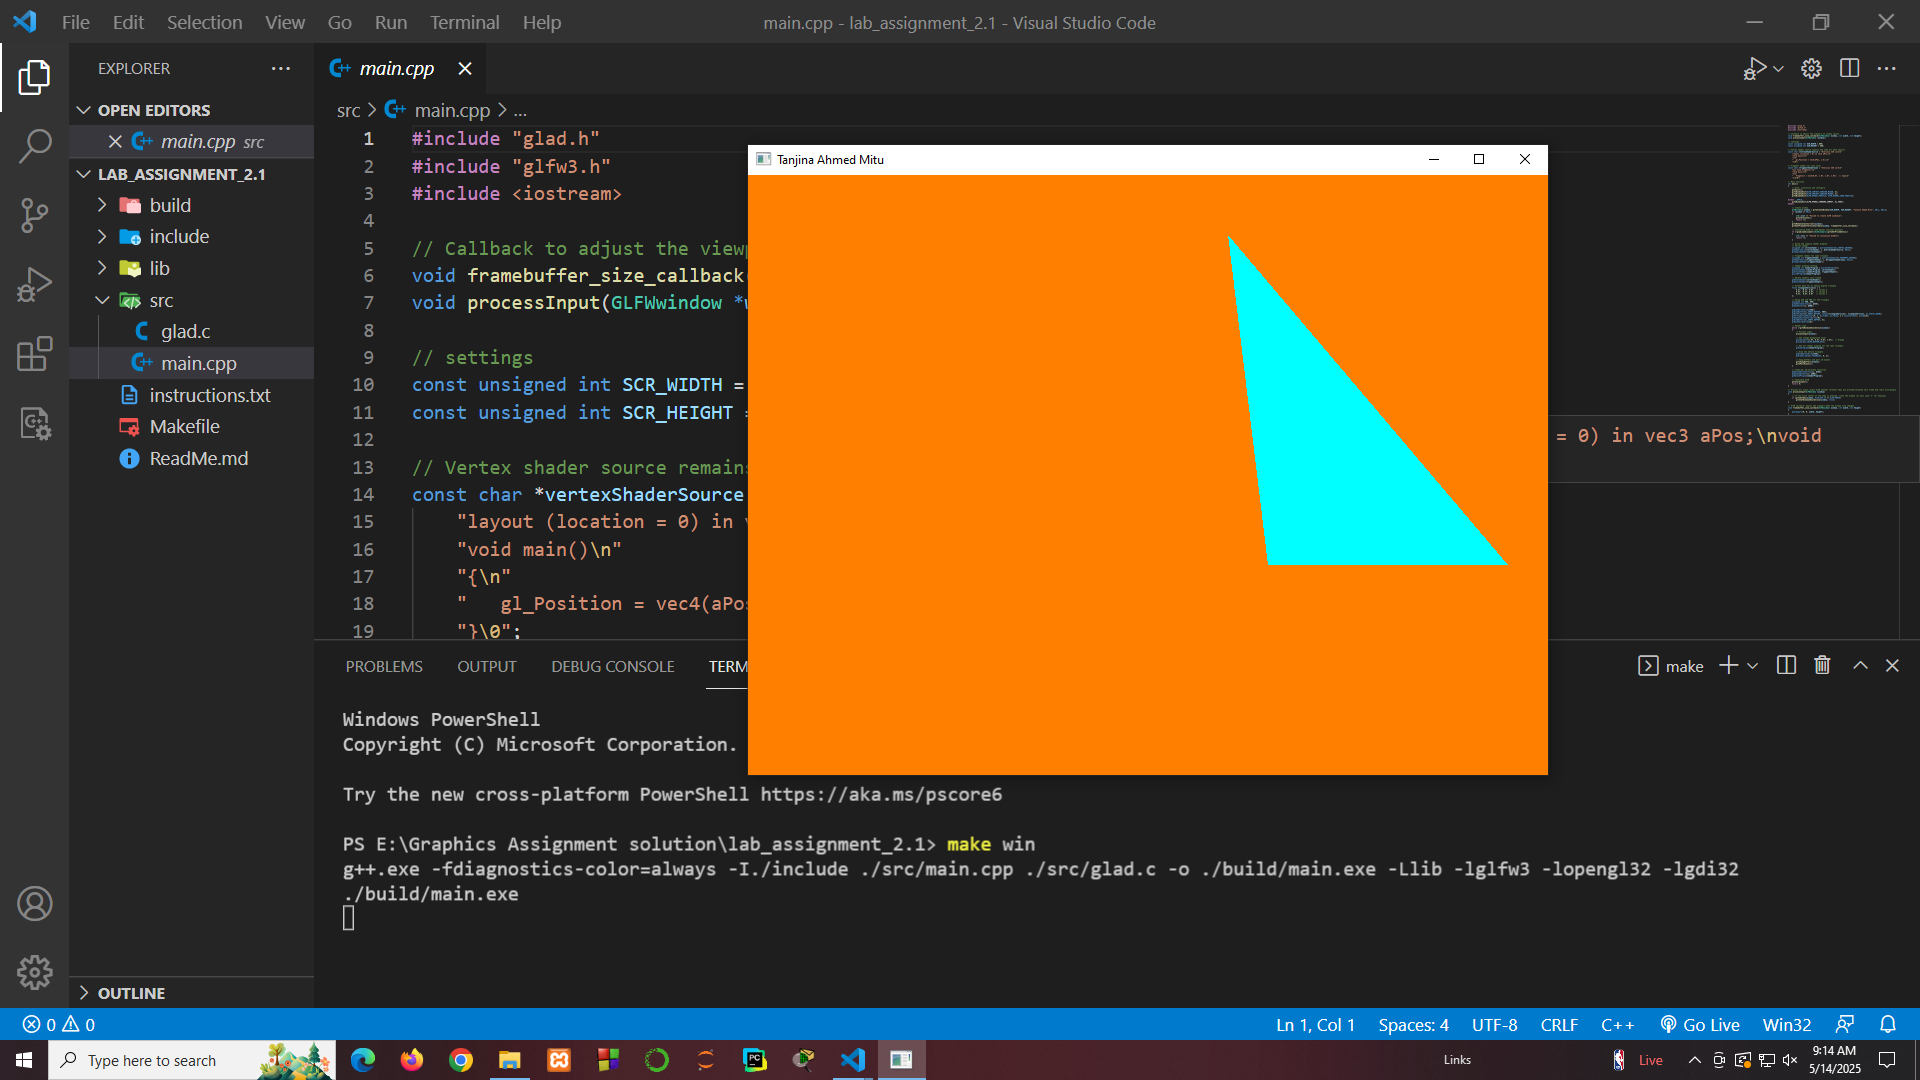 File Edit Selection View Go Run Terminal Help
main.cpp - lab_assignment_2.1 - Visual Studio Code
EXPLORER
OPEN EDITORS
main.cpp src
LAB_ASSIGNMENT_2.1
build
include
lib
src
glad.c
main.cpp
instructions.txt
Makefile
ReadMe.md
OUTLINE
main.cpp
src > main.cpp > ...
1 #include "glad.h"
2 #include "glfw3.h"
3 #include <iostream>
4
5 // Callback to adjust the view
6 void framebuffer_size_callback(
7 void processInput(GLFWwindow *
8
9 // settings
10 const unsigned int SCR_WIDTH =
11 const unsigned int SCR_HEIGHT =
12
13 // Vertex shader source remains
14 const char *vertexShaderSource
15 "layout (location = 0) in
16 "void main()\n"
17 "{\n"
18 "   gl_Position = vec4(aPos
19 "}\0";
= 0) in vec3 aPos;\nvoid
Tanjina Ahmed Mitu
PROBLEMS OUTPUT DEBUG CONSOLE TERM
make
Windows PowerShell
Copyright (C) Microsoft Corporation.
Try the new cross-platform PowerShell https://aka.ms/pscore6
PS E:\Graphics Assignment solution\lab_assignment_2.1> make win
g++.exe -fdiagnostics-color=always -I./include ./src/main.cpp ./src/glad.c -o ./build/main.exe -Llib -lglfw3 -lopengl32 -lgdi32
./build/main.exe
0 0
Ln 1, Col 1 Spaces: 4 UTF-8 CRLF C++ Go Live Win32
Type here to search
PC
Links
Live
9:14 AM
5/14/2025